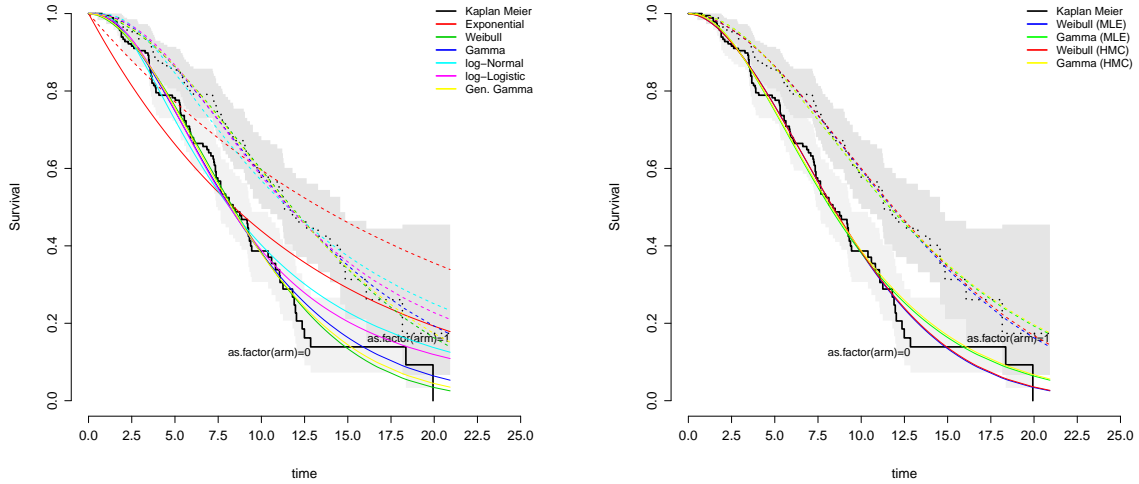 Kaplan Meier
Exponential
Weibull
Gamma
log−Normal
log−Logistic
Gen. Gamma
Survival
1.0
0.8
0.6
0.4
0.2
0.0
as.factor(arm)=1
as.factor(arm)=0
0.0 2.5 5.0 7.5 10.0 12.5 15.0 17.5 20.0 22.5 25.0
time
Kaplan Meier
Weibull (MLE)
Gamma (MLE)
Weibull (HMC)
Gamma (HMC)
Survival
1.0
0.8
0.6
0.4
0.2
0.0
as.factor(arm)=1
as.factor(arm)=0
0.0 2.5 5.0 7.5 10.0 12.5 15.0 17.5 20.0 22.5 25.0
time